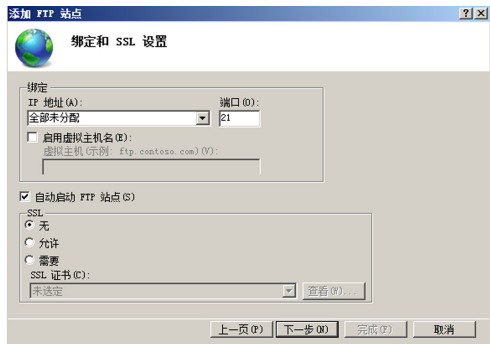 添加 FTP 站点
绑定和 SSL 设置
绑定
IP 地址(A):
端口(O):
全部未分配
21
启用虚拟主机名(E):
虚拟主机(示例: ftp.contoso.com)(V):
自动启动 FTP 站点(S)
SSL
无
允许
需要
SSL 证书(C):
未选定
查看(V)...
上一页(P)
下一步(N)
完成(F)
取消